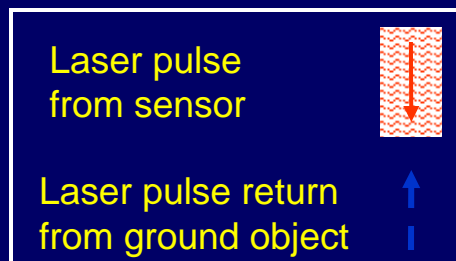 Laser pulse
from sensor
Laser pulse return
from ground object